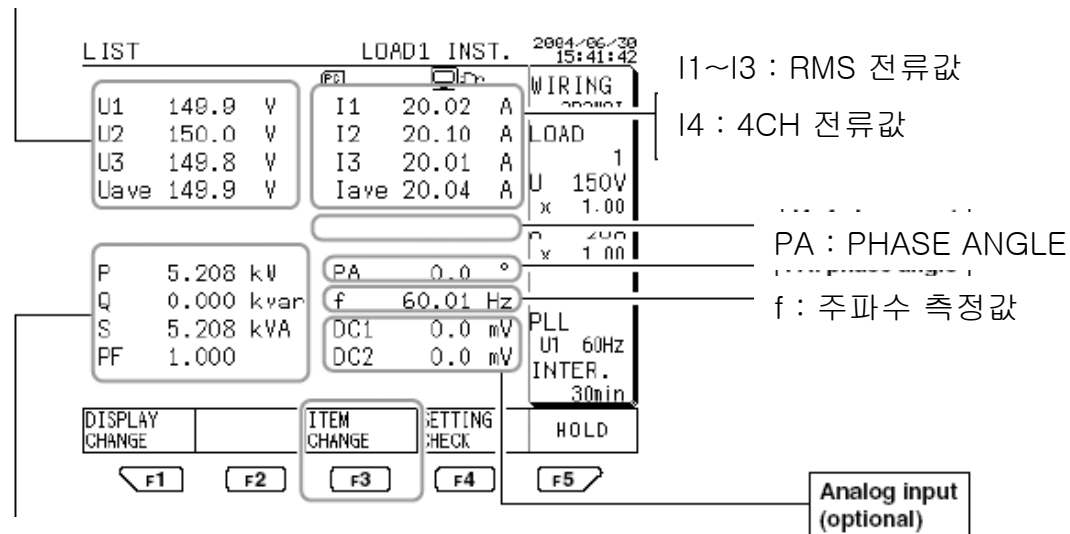 LIST LOAD1 INST. 2004/06/30
15:41:42
PC
WIRING
U1 149.9 V I1 20.02 A
U2 150.0 V I2 20.10 A LOAD
U3 149.8 V I3 20.01 A 1
Uave 149.9 V Iave 20.04 A U 150V
x 1.00
x 1.00
P 5.208 kW PA 0.0 °
Q 0.000 kvar f 60.01 Hz
S 5.208 kVA DC1 0.0 mV PLL
PF 1.000 DC2 0.0 mV U1 60Hz
INTER.
30min
DISPLAY CHANGE ITEM CHANGE SETTING CHECK HOLD
F1 F2 F3 F4 F5
I1~I3 : RMS 전류값
I4 : 4CH 전류값
PA : PHASE ANGLE
f : 주파수 측정값
Analog input
(optional)